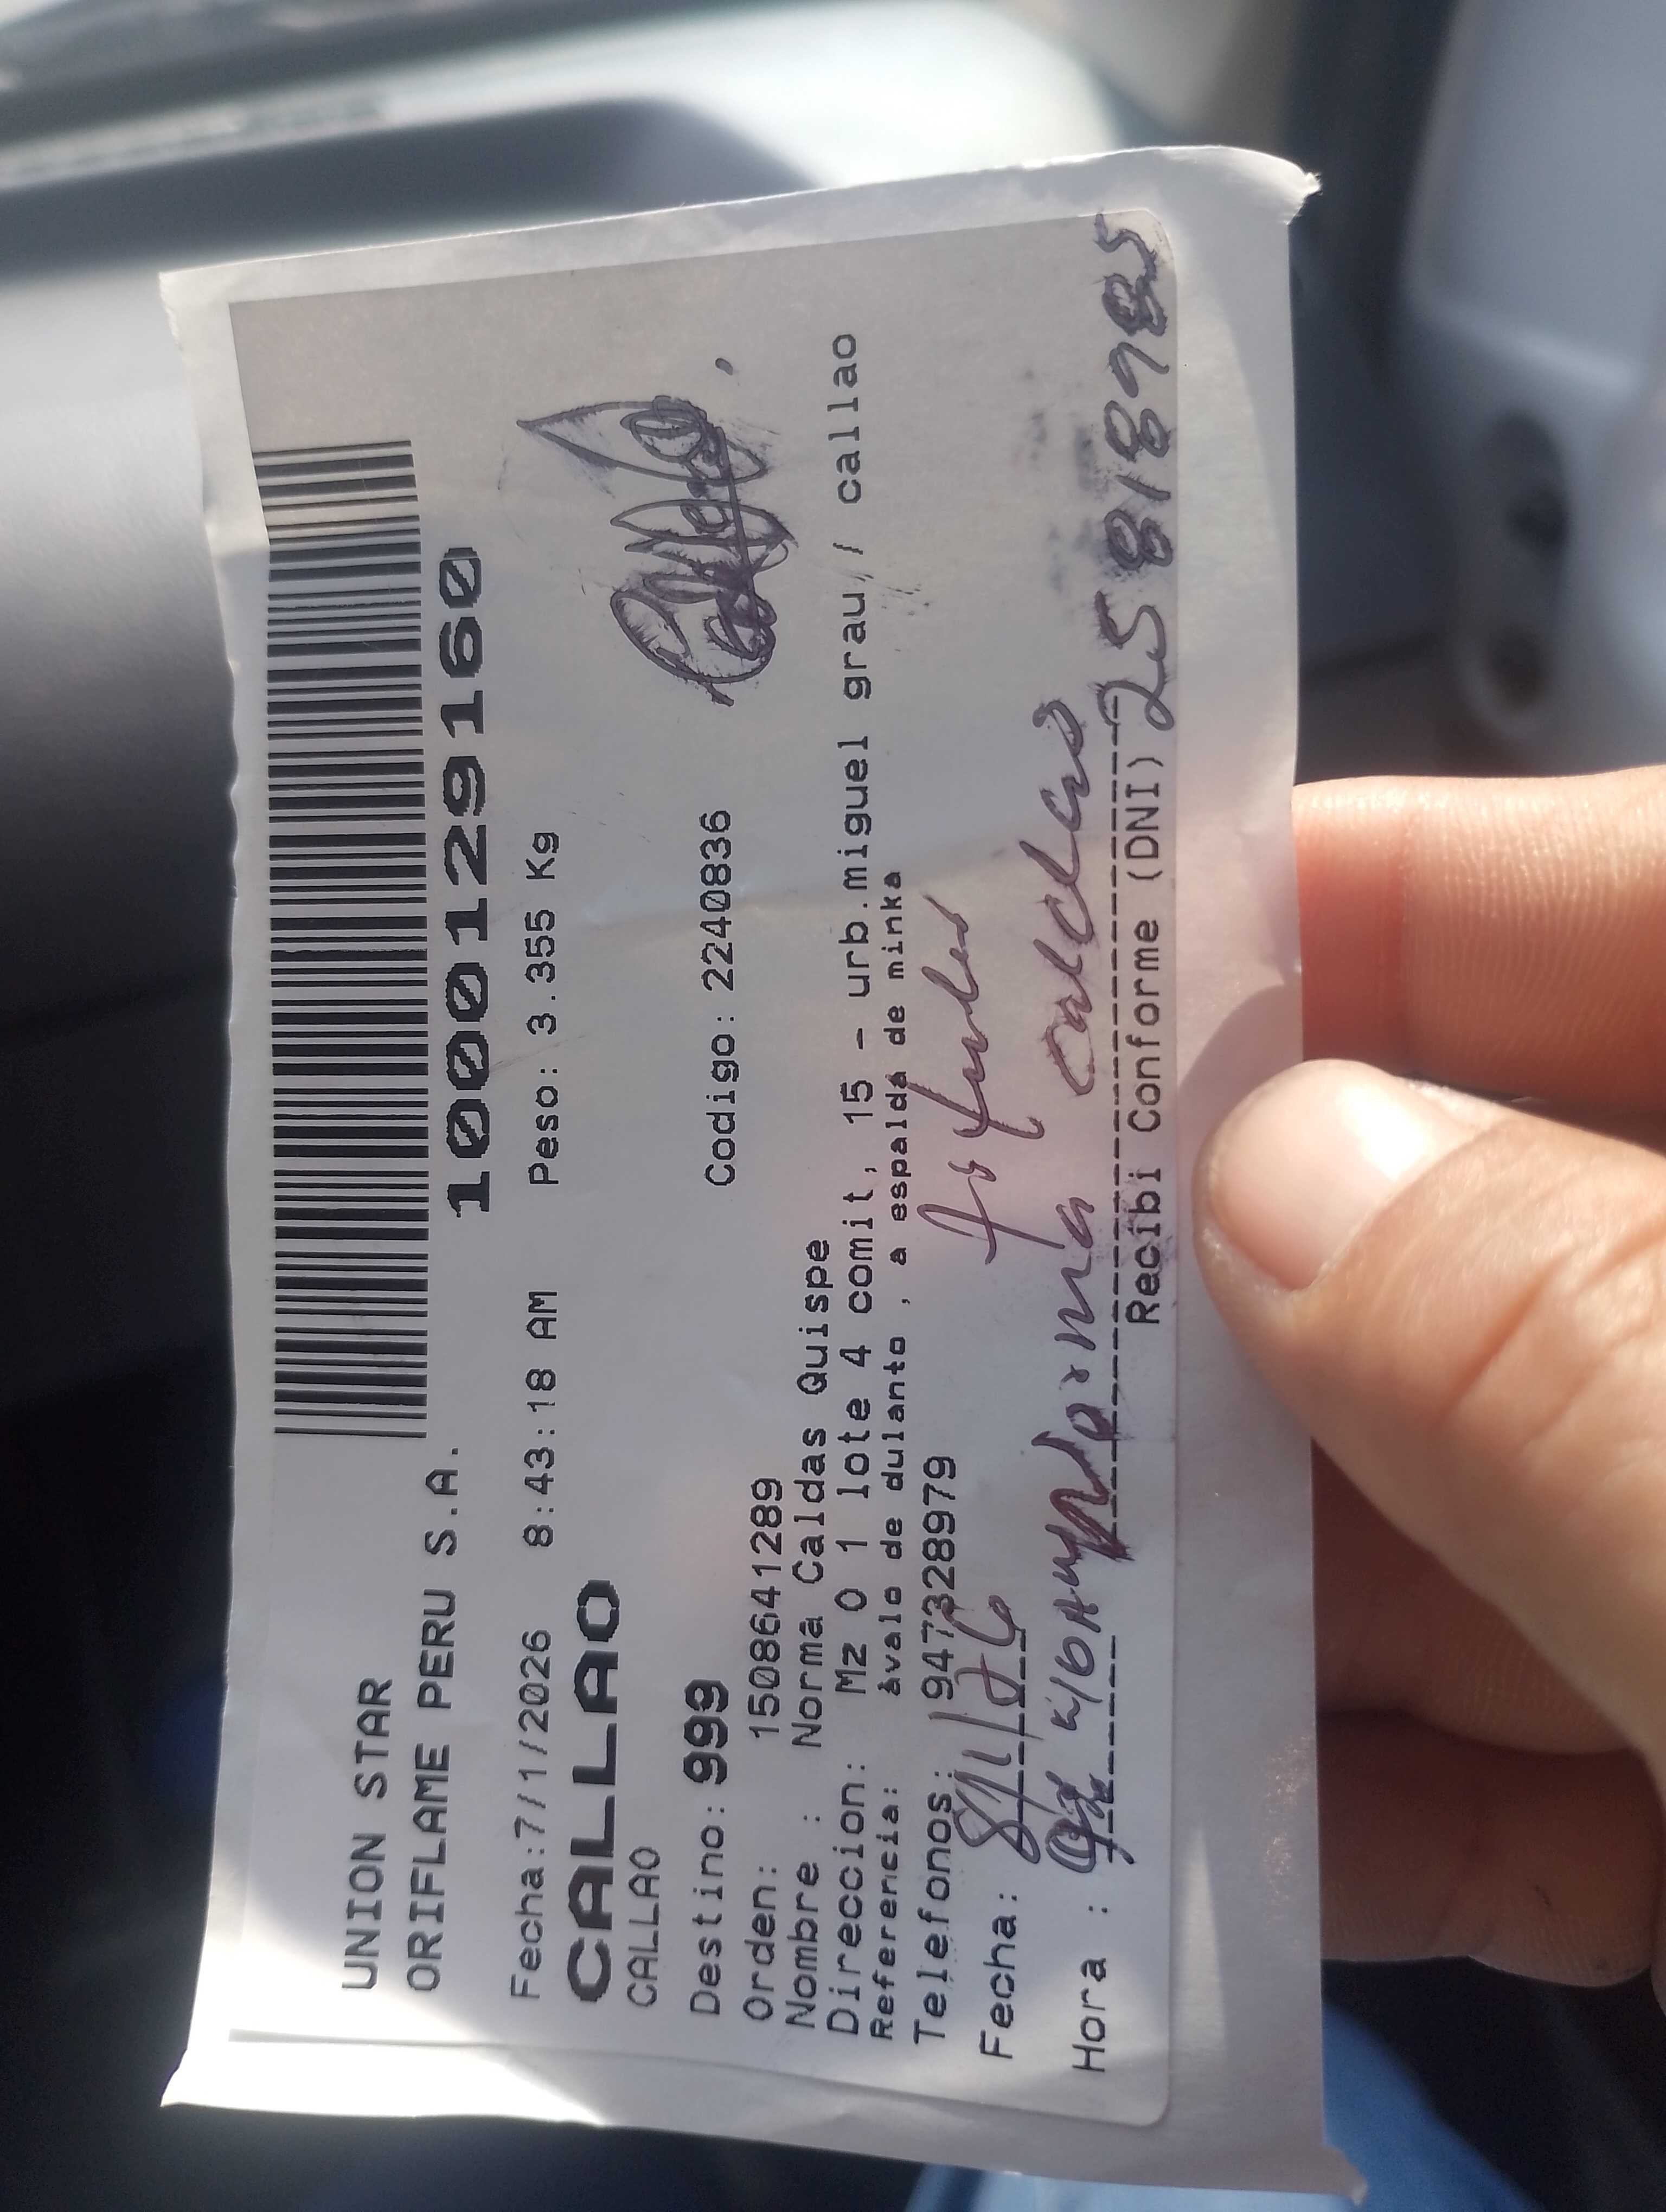 UNION STAR
ORIFLAME PERU S.A.
1000129160
Fecha:7/1/2026 8:43:18 AM Peso: 3.355 Kg
CALLAO
CALLAO
Destino: 999 Codigo: 2240836
Orden: 1508641289
Nombre : Norma Caldas Quispe
Direccion: Mz O 1 lote 4 comit, 15 - urb.miguel grau / callao
Referencia: ávalo de dulanto , a espalda de minka
Telefonos: 947328979
Fecha: 8/1/26
Hora : Norma caldas 25818985
Recibi Conforme (DNI)